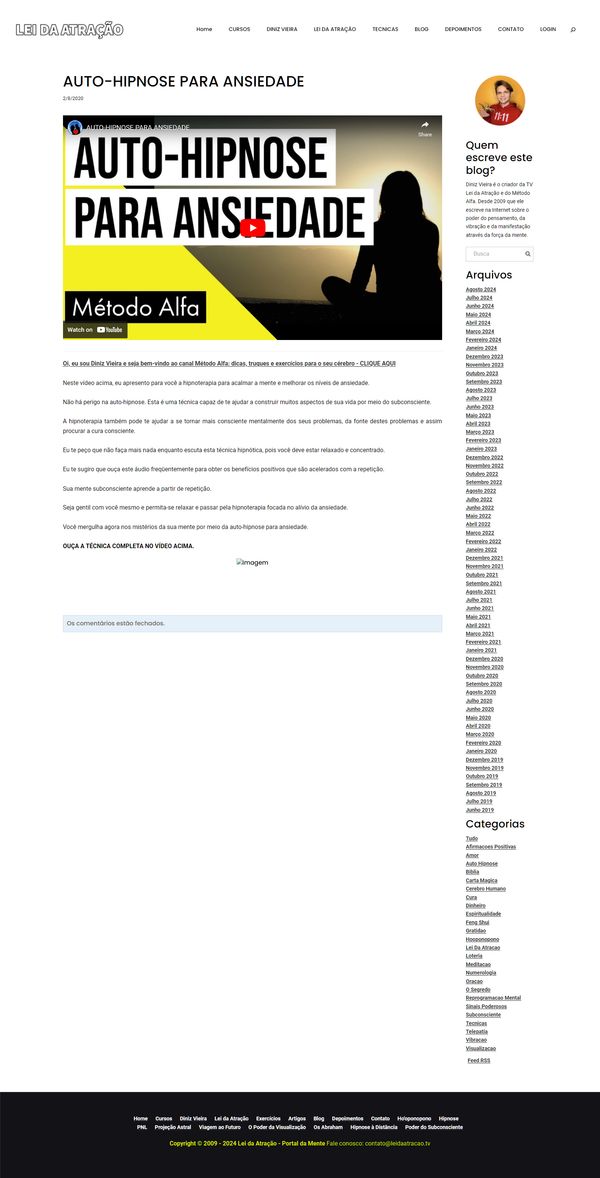 LEI DA ATRAÇÃO
Home CURSOS DINIZ VIEIRA LEI DA ATRAÇÃO TECNICAS BLOG DEPOIMENTOS CONTATO LOGIN
AUTO-HIPNOSE PARA ANSIEDADE
2/8/2020
AUTO-HIPNOSE PARA ANSIEDADE
Share
AUTO-HIPNOSE
PARA ANSIEDADE
Método Alfa
Watch on YouTube
Oi, eu sou Diniz Vieira e seja bem-vindo ao canal Método Alfa: dicas, truques e exercícios para o seu cérebro - CLIQUE AQUI
Neste vídeo acima, eu apresento para você a hipnoterapia para acalmar a mente e melhorar os níveis de ansiedade.
Não há perigo na auto-hipnose. Esta é uma técnica capaz de te ajudar a construir muitos aspectos de sua vida por meio do subconsciente.
A hipnoterapia também pode te ajudar a se tornar mais consciente mentalmente dos seus problemas, da fonte destes problemas e assim
procurar a cura consciente.
Eu te peço que não faça mais nada enquanto escuta esta técnica hipnótica, pois você deve estar relaxado e concentrado.
Eu te sugiro que ouça este áudio freqüentemente para obter os benefícios positivos que são acelerados com a repetição.
Sua mente subconsciente aprende a partir de repetição.
Seja gentil com você mesmo e permita-se relaxar e passar pela hipnoterapia focada no alívio da ansiedade.
Você mergulha agora nos mistérios da sua mente por meio da auto-hipnose para ansiedade.
OUÇA A TÉCNICA COMPLETA NO VÍDEO ACIMA.
Imagem
Os comentários estão fechados.
11:11
Quem
escreve este
blog?
Diniz Vieira é o criador da TV
Lei da Atração e do Método
Alfa. Desde 2009 que ele
escreve na Internet sobre o
poder do pensamento, da
vibração e da manifestação
através da força da mente.
Busca
Arquivos
Agosto 2024
Julho 2024
Junho 2024
Maio 2024
Abril 2024
Março 2024
Fevereiro 2024
Janeiro 2024
Dezembro 2023
Novembro 2023
Outubro 2023
Setembro 2023
Agosto 2023
Julho 2023
Junho 2023
Maio 2023
Abril 2023
Março 2023
Fevereiro 2023
Janeiro 2023
Dezembro 2022
Novembro 2022
Outubro 2022
Setembro 2022
Agosto 2022
Julho 2022
Junho 2022
Maio 2022
Abril 2022
Março 2022
Fevereiro 2022
Janeiro 2022
Dezembro 2021
Novembro 2021
Outubro 2021
Setembro 2021
Agosto 2021
Julho 2021
Junho 2021
Maio 2021
Abril 2021
Março 2021
Fevereiro 2021
Janeiro 2021
Dezembro 2020
Novembro 2020
Outubro 2020
Setembro 2020
Agosto 2020
Julho 2020
Junho 2020
Maio 2020
Abril 2020
Março 2020
Fevereiro 2020
Janeiro 2020
Dezembro 2019
Novembro 2019
Outubro 2019
Setembro 2019
Agosto 2019
Julho 2019
Junho 2019
Categorias
Tudo
Afirmacoes Positivas
Amor
Auto Hipnose
Biblia
Carta Magica
Cerebro Humano
Cura
Dinheiro
Espiritualidade
Feng Shui
Gratidao
Hooponopono
Lei Da Atracao
Loteria
Meditacao
Numerologia
Oracao
O Segredo
Reprogramacao Mental
Sinais Poderosos
Subconsciente
Tecnicas
Telepatia
Vibracao
Visualizacao
Feed RSS
Home Cursos Diniz Vieira Lei da Atração Exercícios Artigos Blog Depoimentos Contato Ho'oponopono Hipnose
PNL Projeção Astral Viagem ao Futuro O Poder da Visualização Os Abraham Hipnose à Distância Poder do Subconsciente
Copyright © 2009 - 2024 Lei da Atração - Portal da Mente Fale conosco: contato@leidaatracao.tv